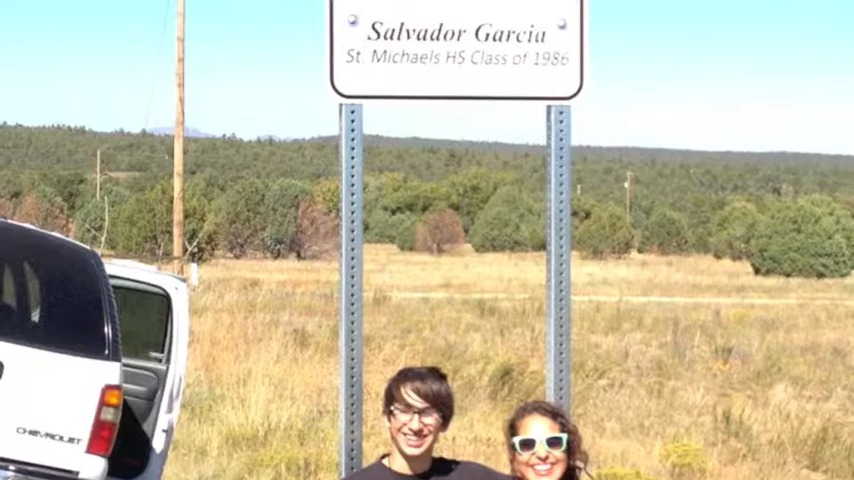 Salvador Garcia
St. Michaels HS Class of 1986
CHEVROLET